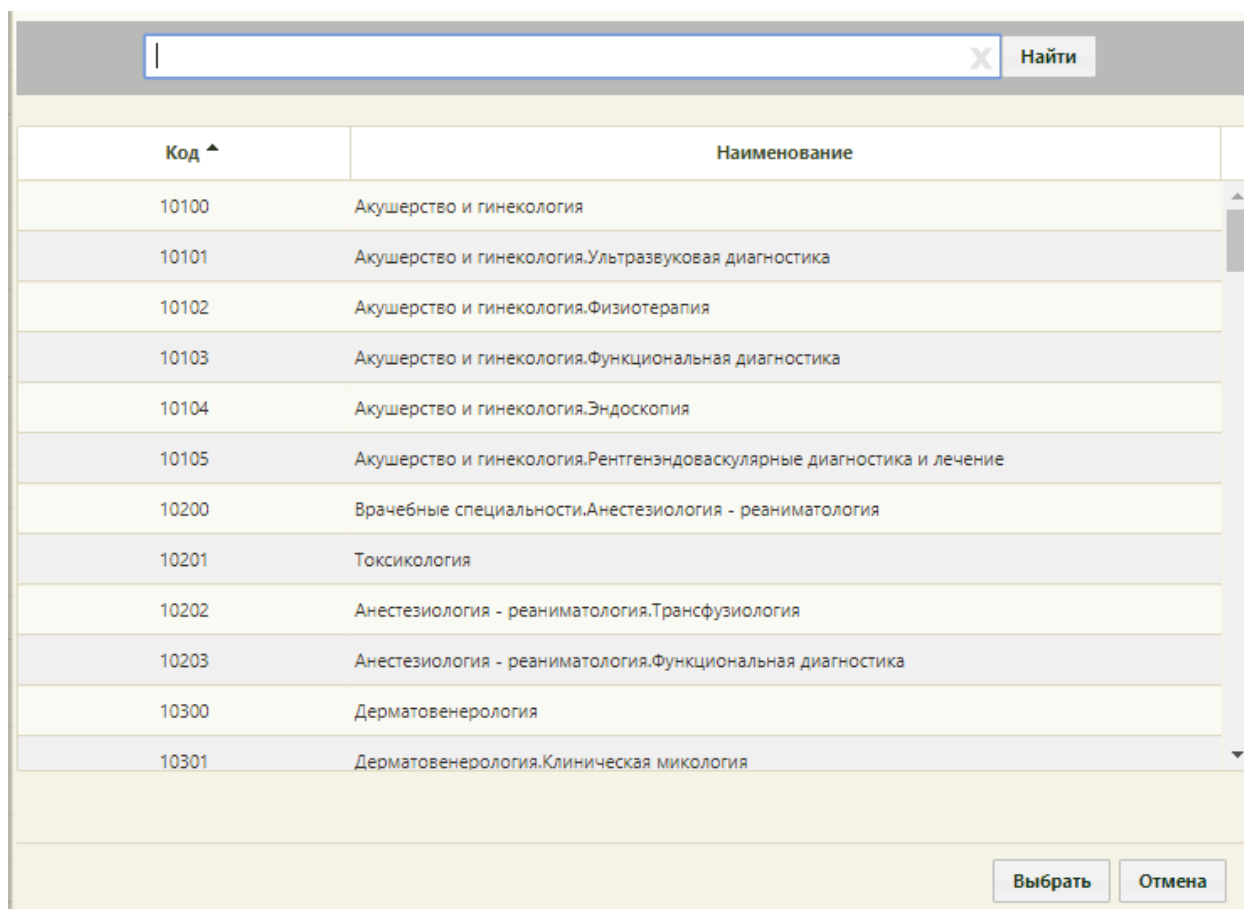 Найти
Код Наименование
10100 Акушерство и гинекология
10101 Акушерство и гинекология.Ультразвуковая диагностика
10102 Акушерство и гинекология.Физиотерапия
10103 Акушерство и гинекология.Функциональная диагностика
10104 Акушерство и гинекология.Эндоскопия
10105 Акушерство и гинекология.Рентгенэндоваскулярные диагностика и лечение
10200 Врачебные специальности.Анестезиология - реаниматология
10201 Токсикология
10202 Анестезиология - реаниматология.Трансфузиология
10203 Анестезиология - реаниматология.Функциональная диагностика
10300 Дерматовенерология
10301 Дерматовенерология.Клиническая микология
Выбрать Отмена